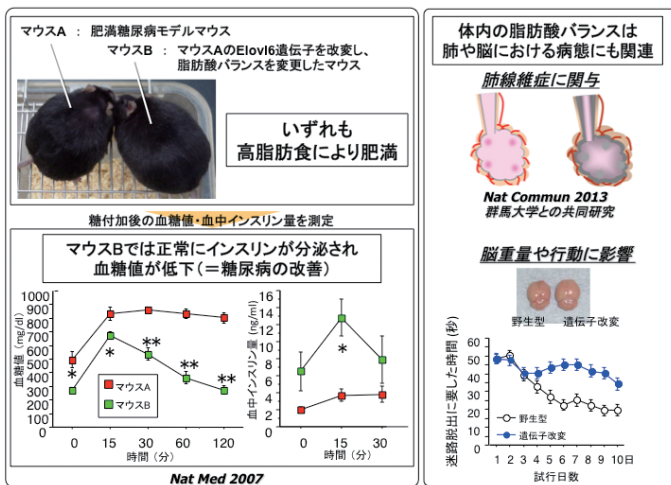 マウスA ： 肥満糖尿病モデルマウス
マウスB ： マウスAのElovl6遺伝子を改変し、
脂肪酸バランスを変更したマウス
いずれも
高脂肪食により肥満
糖付加後の血糖値・血中インスリン量を測定
マウスBでは正常にインスリンが分泌され
血糖値が低下（＝糖尿病の改善）
血糖値 (mg/dl)
1000
900
800
700
600
500
400
300
200
100
0
* * ** ** **
マウスA
マウスB
0 15 30 60 120
時間（分）
血中インスリン量 (ng/ml)
16
14
12
10
8
6
4
2
0
*
0 15 30
時間（分）
Nat Med 2007
体内の脂肪酸バランスは
肺や脳における病態にも関連
肺線維症に関与
Nat Commun 2013
群馬大学との共同研究
脳重量や行動に影響
野生型 遺伝子改変
迷路脱出に要した時間 (秒)
60
50
40
30
20
10
0
野生型
遺伝子改変
1 2 3 4 5 6 7 8 9 10日
試行日数